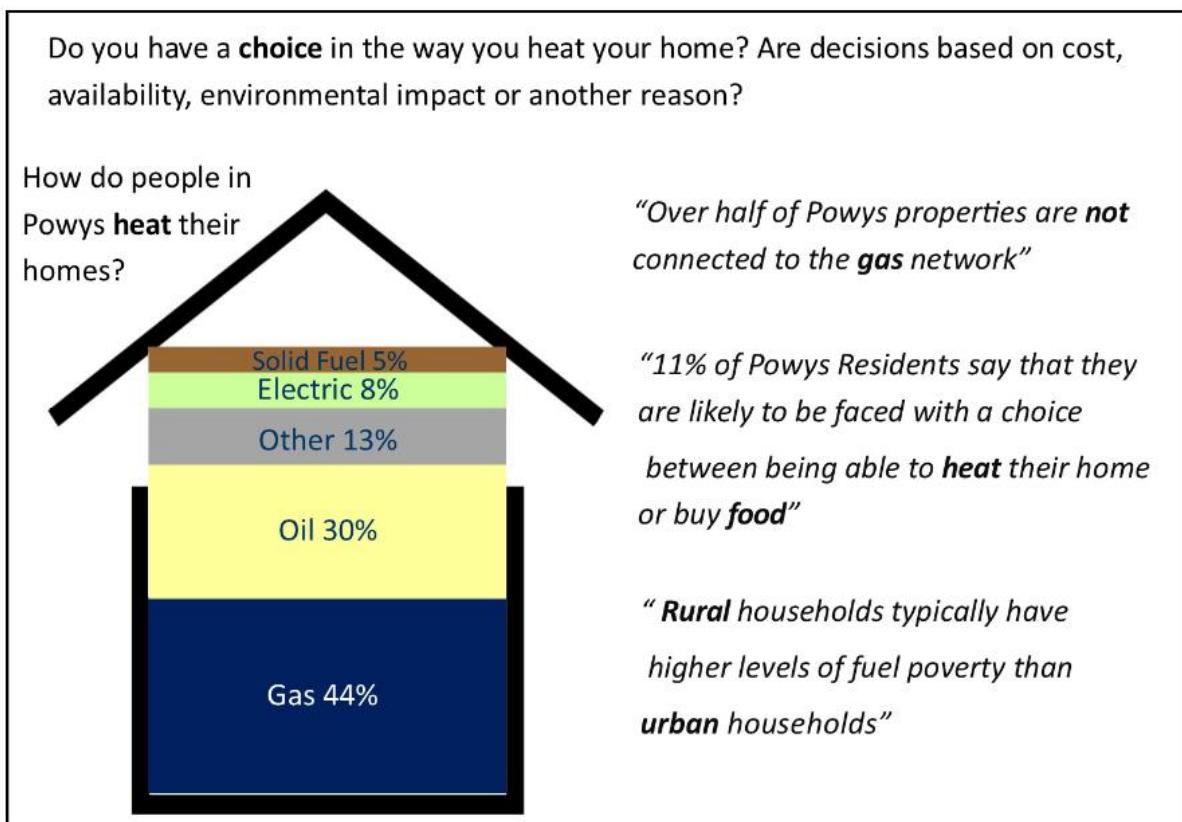 Do you have a choice in the way you heat your home? Are decisions based on cost,
availability, environmental impact or another reason?
How do people in
Powys heat their
homes?
Solid Fuel 5%
Electric 8%
Other 13%
Oil 30%
Gas 44%
“Over half of Powys properties are not
connected to the gas network”
“11% of Powys Residents say that they
are likely to be faced with a choice
between being able to heat their home
or buy food”
“ Rural households typically have
higher levels of fuel poverty than
urban households”